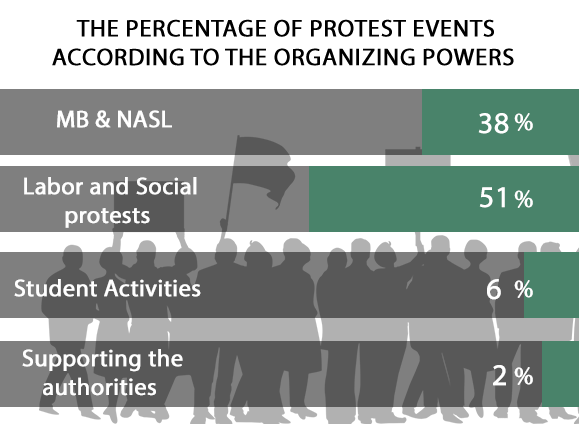 THE PERCENTAGE OF PROTEST EVENTS
ACCORDING TO THE ORGANIZING POWERS
MB & NASL
38 %
Labor and Social
protests
51 %
Student Activities
6 %
Supporting the
authorities
2 %